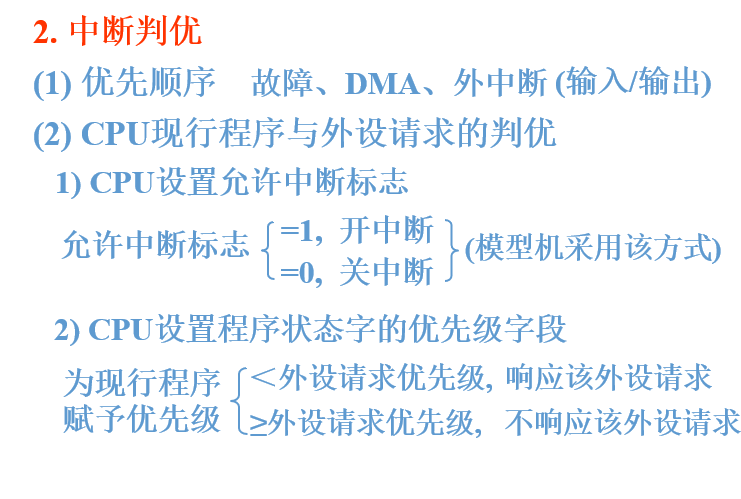 2. 中断判优
(1) 优先顺序 故障、DMA、外中断 (输入/输出)
(2) CPU现行程序与外设请求的判优
1) CPU设置允许中断标志
允许中断标志 { =1, 开中断
=0, 关中断 } (模型机采用该方式)
2) CPU设置程序状态字的优先级字段
为现行程序
赋予优先级
{ ＜外设请求优先级, 响应该外设请求
≥外设请求优先级, 不响应该外设请求